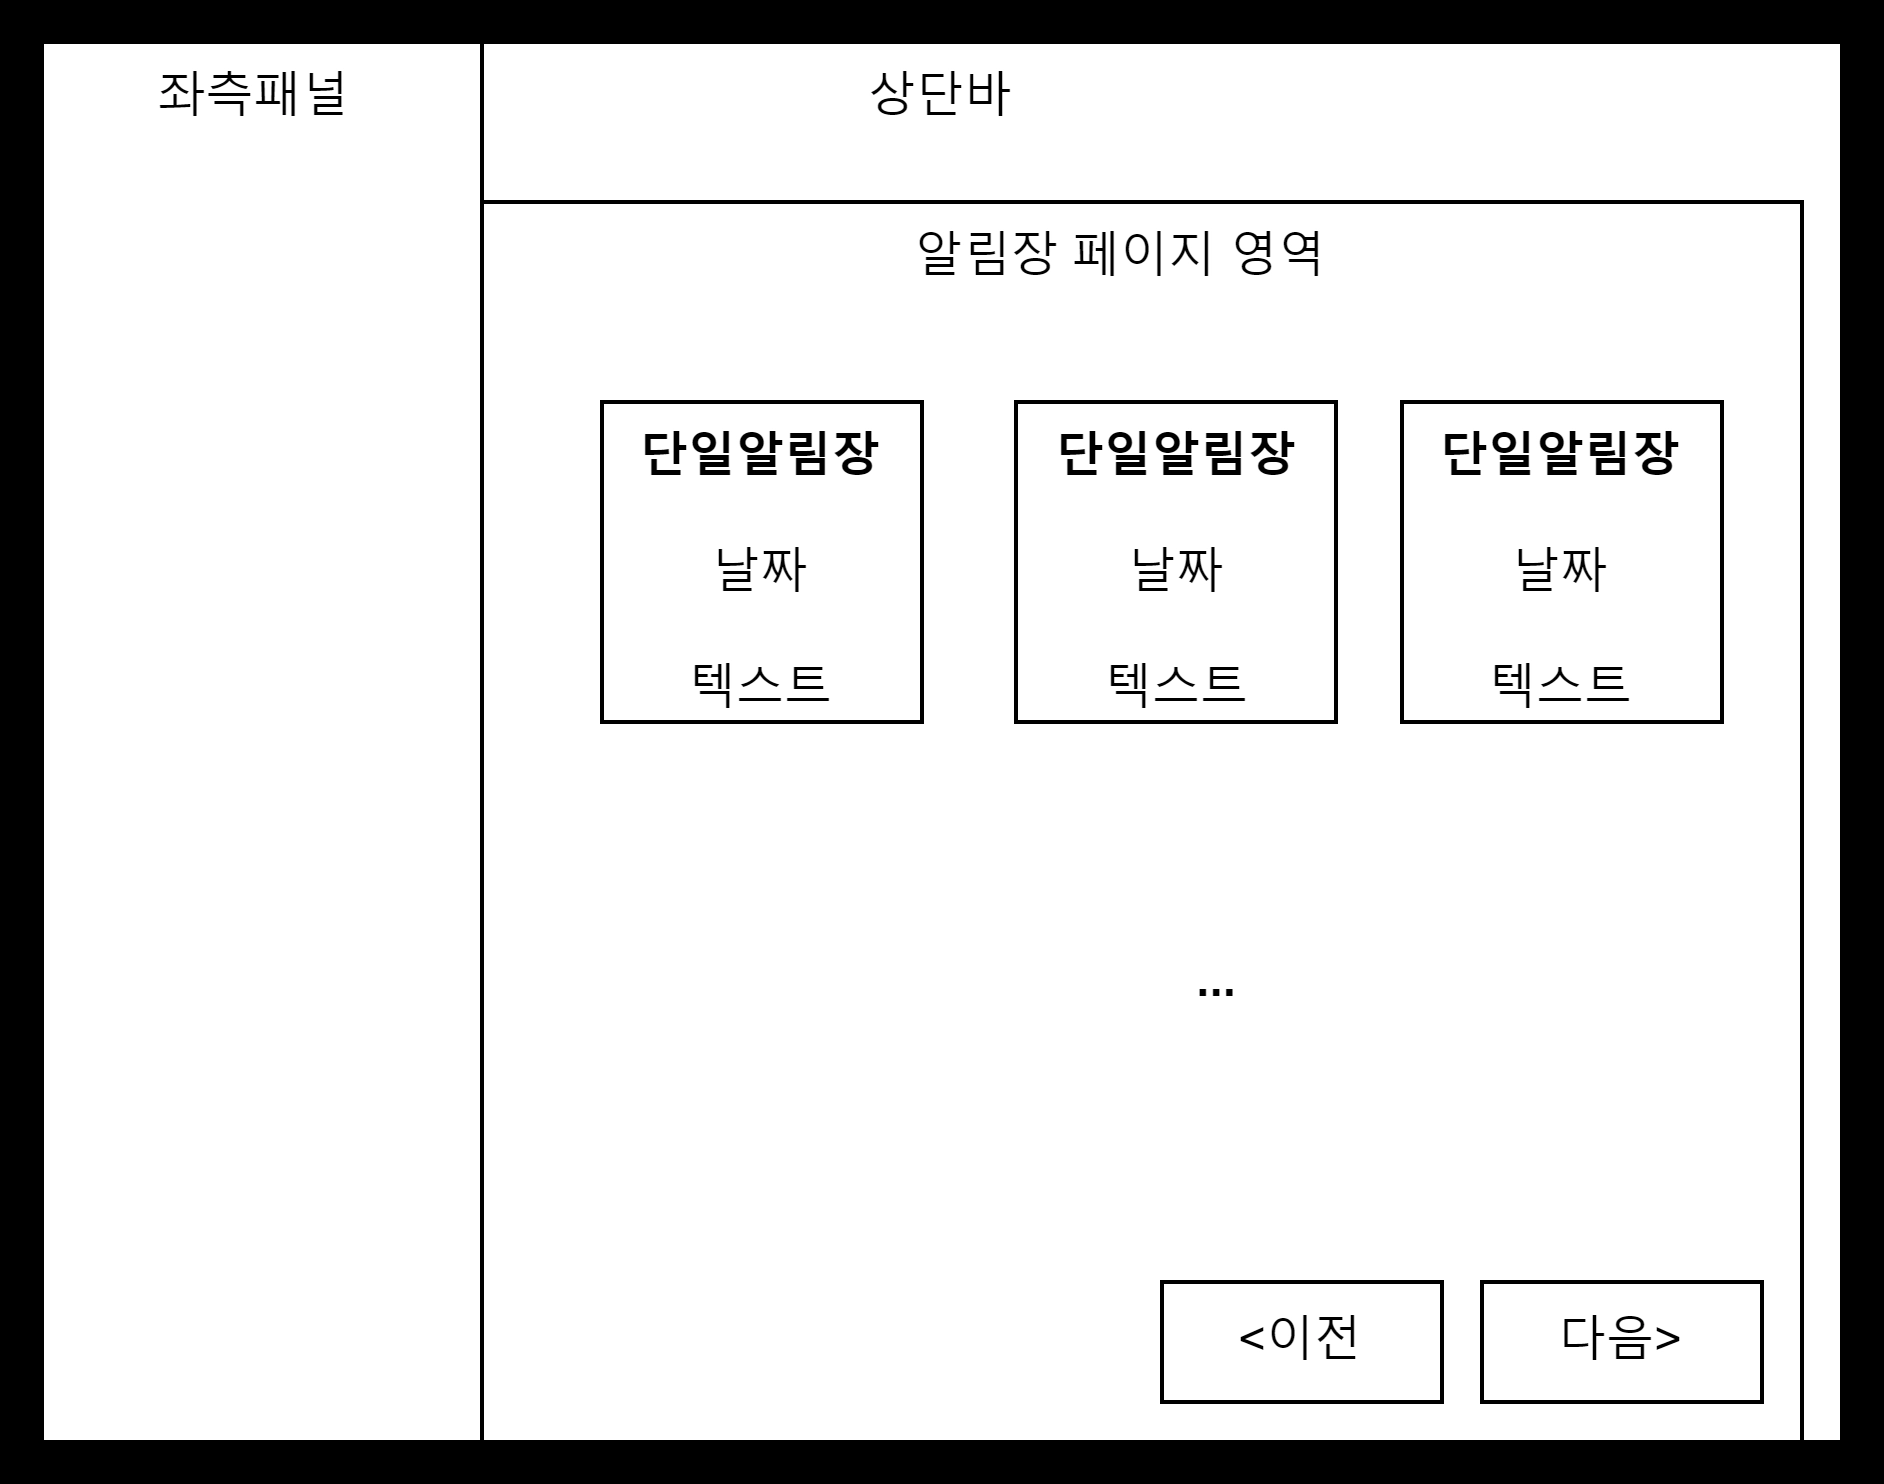 좌측패널
상단바
알림장 페이지 영역
단일알림장
날짜
텍스트
단일알림장
날짜
텍스트
단일알림장
날짜
텍스트
...
<이전
다음>